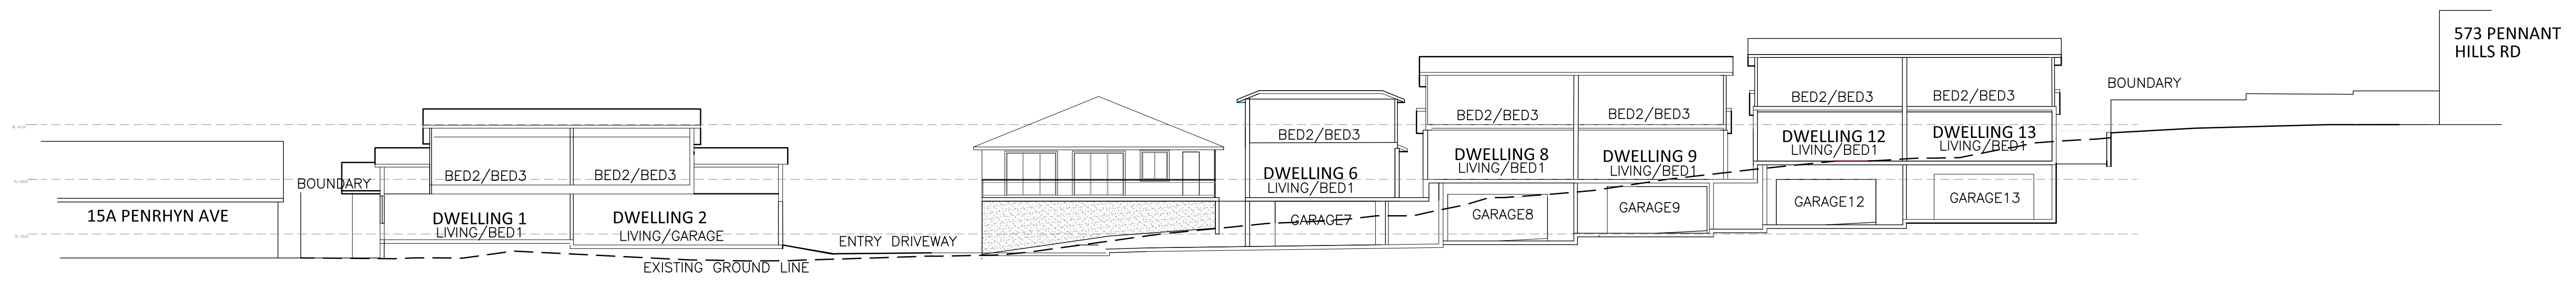 573 PENNANT
HILLS RD
BOUNDARY
BED2/BED3
BED2/BED3
DWELLING 12
LIVING/BED1
DWELLING 13
LIVING/BED1
GARAGE12
GARAGE13
BED2/BED3
BED2/BED3
DWELLING 8
LIVING/BED1
DWELLING 9
LIVING/BED1
GARAGE8
GARAGE9
BED2/BED3
DWELLING 6
LIVING/BED1
GARAGE7
BED2/BED3
BED2/BED3
BOUNDARY
15A PENRHYN AVE
DWELLING 1
LIVING/BED1
DWELLING 2
LIVING/GARAGE
ENTRY DRIVEWAY
EXISTING GROUND LINE